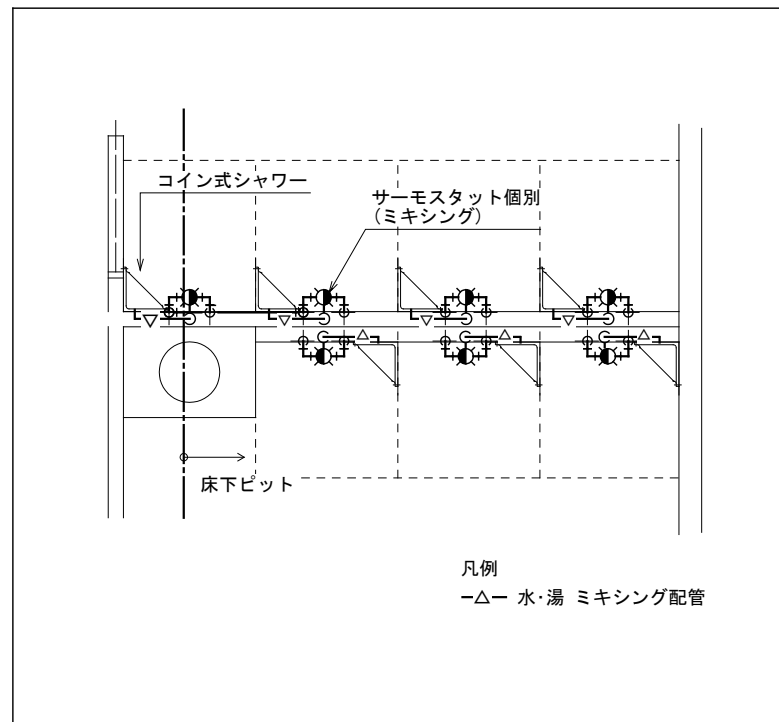 コイン式シャワー
サーモスタット個別
(ミキシング)
床下ピット
凡例
水・湯 ミキシング配管